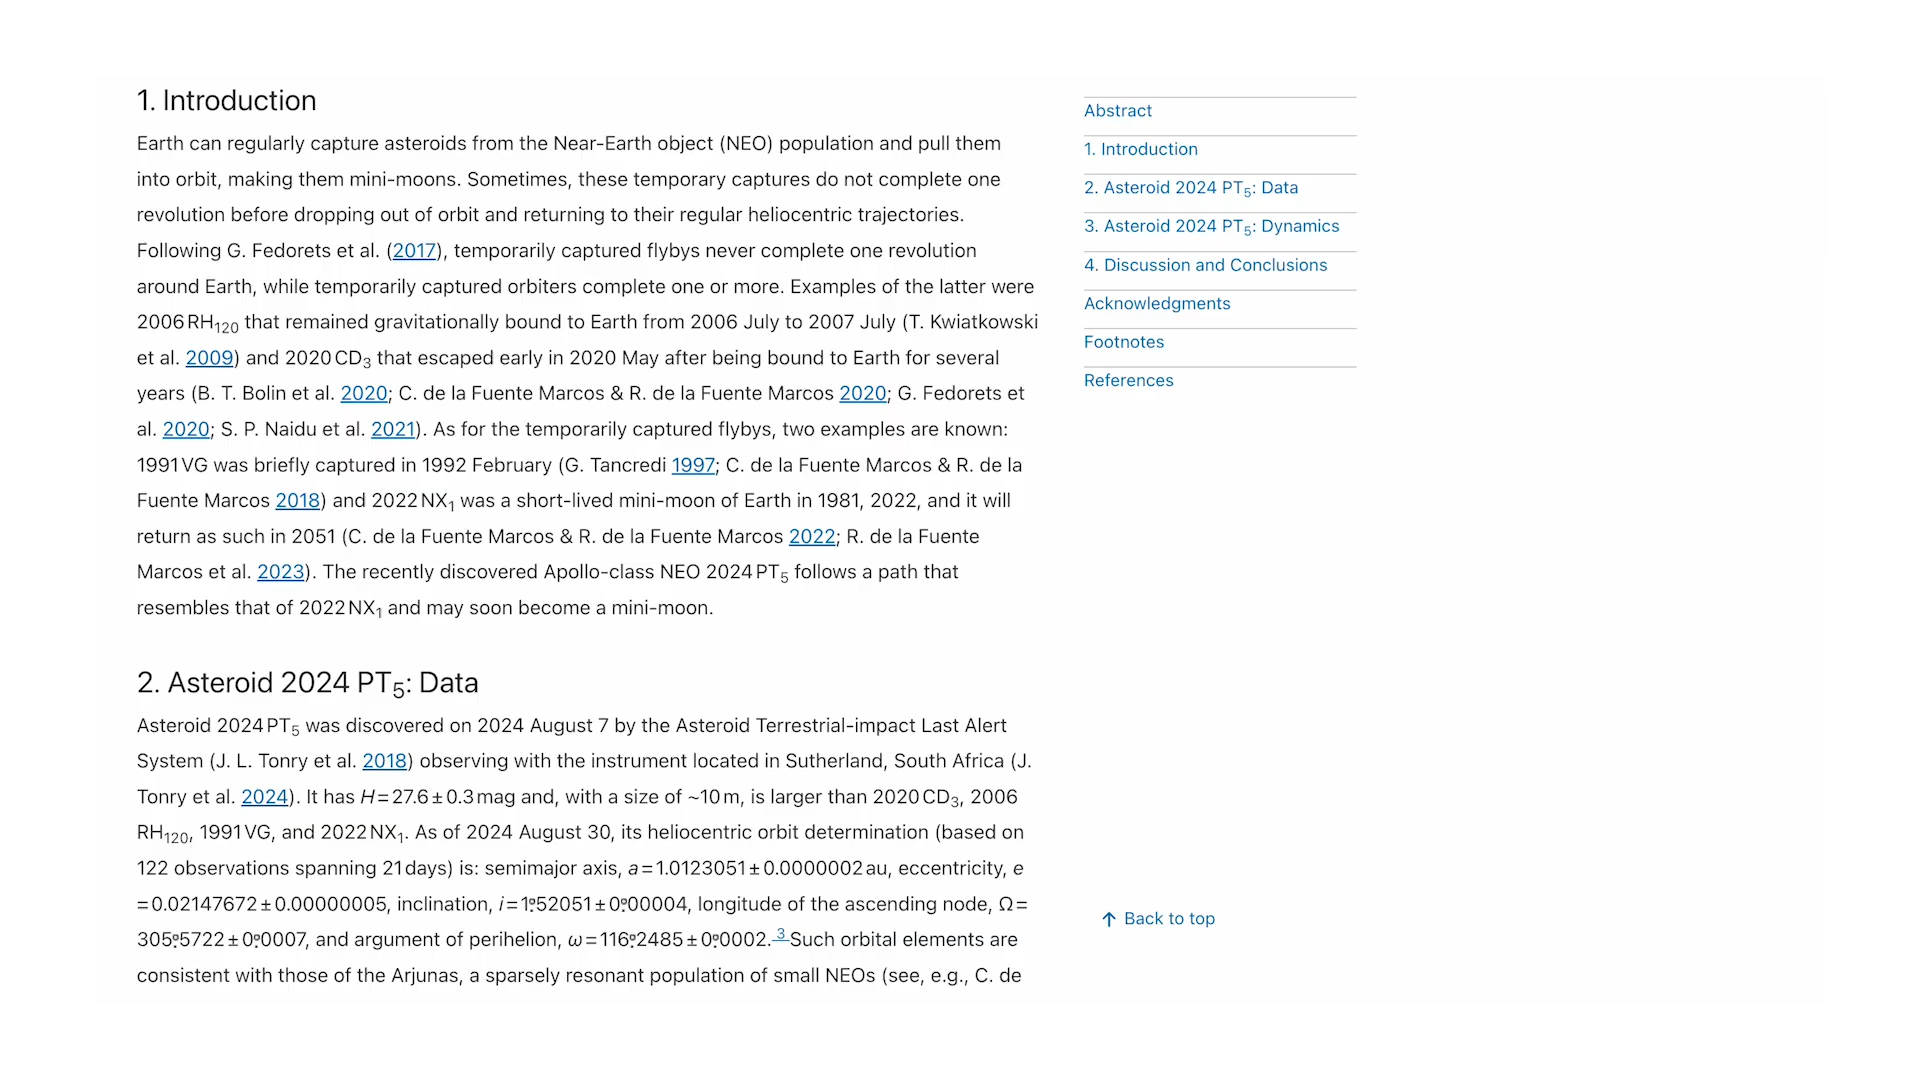 1. Introduction
Earth can regularly capture asteroids from the Near-Earth object (NEO) population and pull them
into orbit, making them mini-moons. Sometimes, these temporary captures do not complete one
revolution before dropping out of orbit and returning to their regular heliocentric trajectories.
Following G. Fedorets et al. (2017), temporarily captured flybys never complete one revolution
around Earth, while temporarily captured orbiters complete one or more. Examples of the latter were
2006 RH₁₂₀ that remained gravitationally bound to Earth from 2006 July to 2007 July (T. Kwiatkowski
et al. 2009) and 2020 CD₃ that escaped early in 2020 May after being bound to Earth for several
years (B. T. Bolin et al. 2020; C. de la Fuente Marcos & R. de la Fuente Marcos 2020; G. Fedorets et
al. 2020; S. P. Naidu et al. 2021). As for the temporarily captured flybys, two examples are known:
1991 VG was briefly captured in 1992 February (G. Tancredi 1997; C. de la Fuente Marcos & R. de la
Fuente Marcos 2018) and 2022 NX₁ was a short-lived mini-moon of Earth in 1981, 2022, and it will
return as such in 2051 (C. de la Fuente Marcos & R. de la Fuente Marcos 2022; R. de la Fuente
Marcos et al. 2023). The recently discovered Apollo-class NEO 2024 PT₅ follows a path that
resembles that of 2022 NX₁ and may soon become a mini-moon.
2. Asteroid 2024 PT₅: Data
Asteroid 2024 PT₅ was discovered on 2024 August 7 by the Asteroid Terrestrial-impact Last Alert
System (J. L. Tonry et al. 2018) observing with the instrument located in Sutherland, South Africa (J.
Tonry et al. 2024). It has H = 27.6 ± 0.3 mag and, with a size of ~10 m, is larger than 2020 CD₃, 2006
RH₁₂₀, 1991 VG, and 2022 NX₁. As of 2024 August 30, its heliocentric orbit determination (based on
122 observations spanning 21 days) is: semimajor axis, a = 1.0123051 ± 0.0000002 au, eccentricity, e
= 0.02147672 ± 0.00000005, inclination, i = 1.°52051 ± 0.°00004, longitude of the ascending node, Ω =
305.°5722 ± 0.°0007, and argument of perihelion, ω = 116.°2485 ± 0.°0002. ³ Such orbital elements are
consistent with those of the Arjunas, a sparsely resonant population of small NEOs (see, e.g., C. de
Abstract
1. Introduction
2. Asteroid 2024 PT₅: Data
3. Asteroid 2024 PT₅: Dynamics
4. Discussion and Conclusions
Acknowledgments
Footnotes
References
↑ Back to top